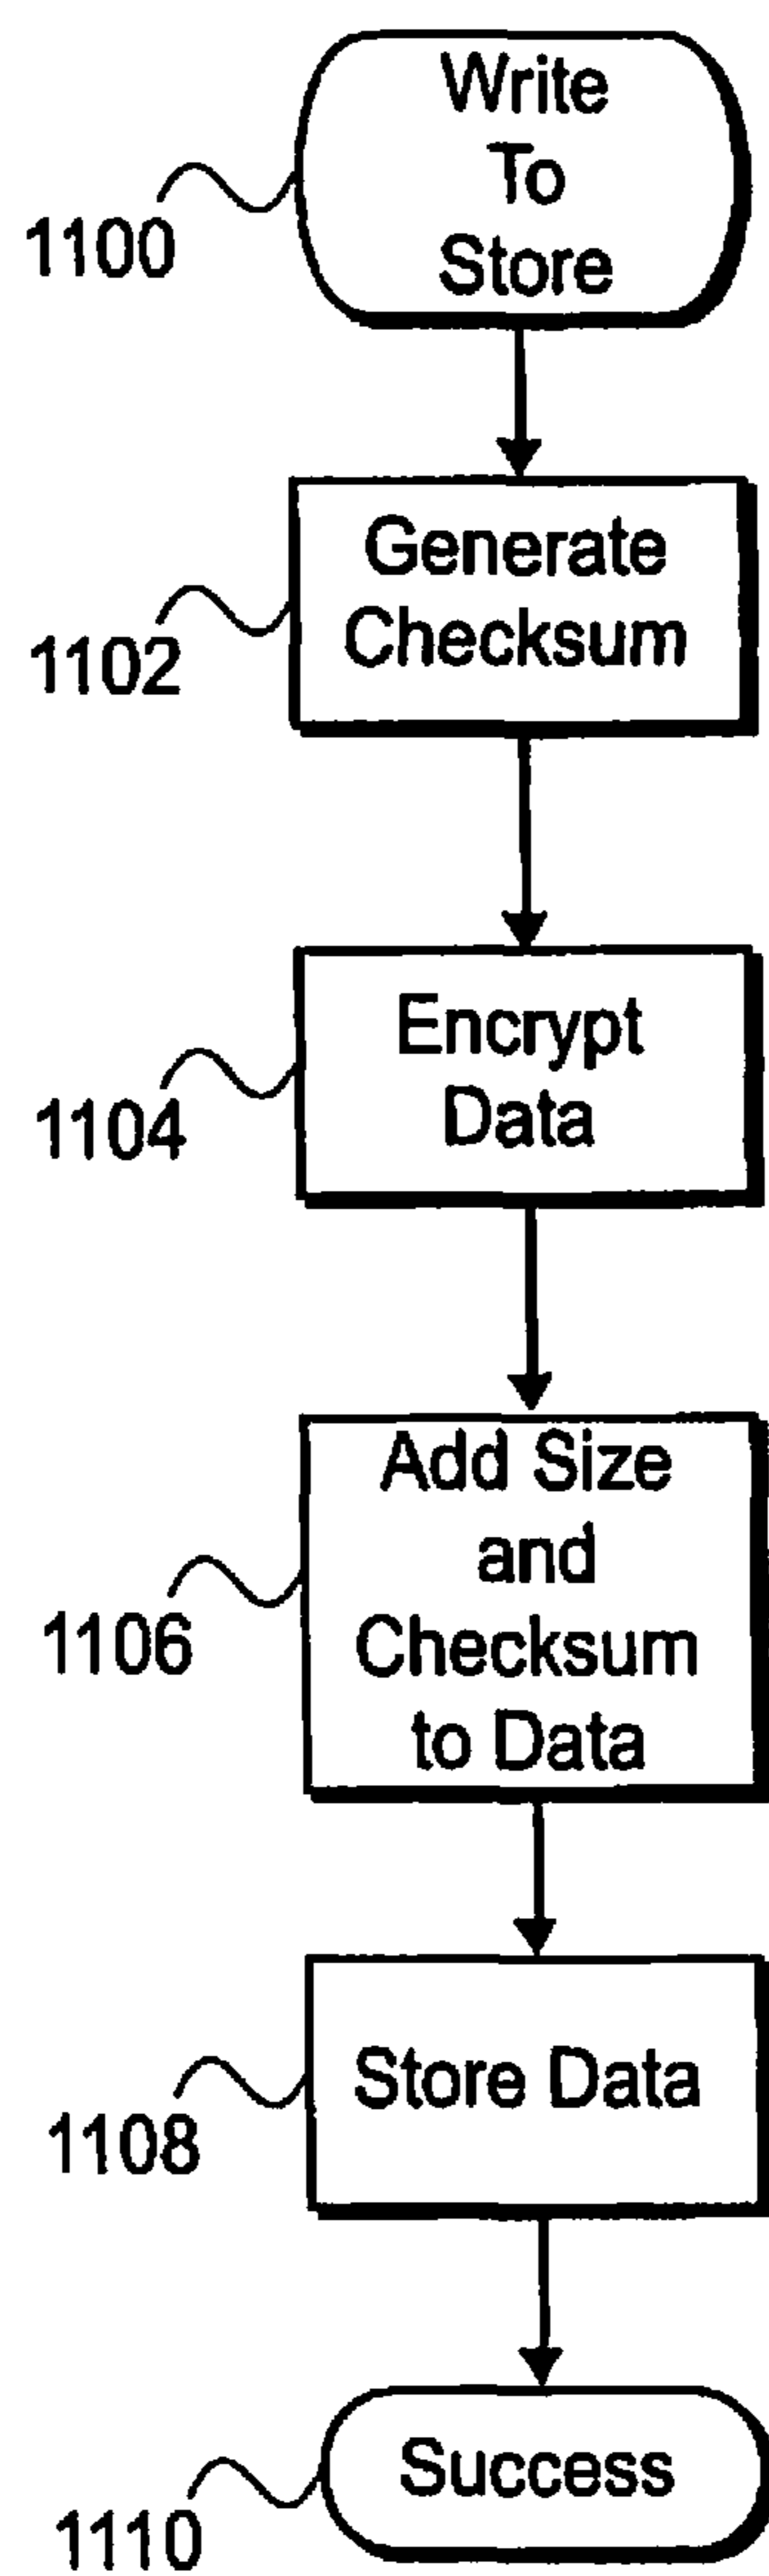 Write
To
Store
1100
Generate
Checksum
1102
Encrypt
Data
1104
Add Size
and
Checksum
to Data
1106
Store Data
1108
Success
1110